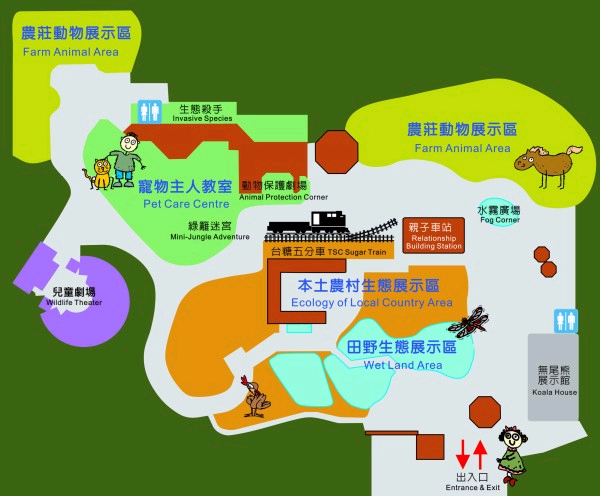 農莊動物展示區
Farm Animal Area
生態殺手
Invasive Species
農莊動物展示區
Farm Animal Area
寵物主人教室
Pet Care Centre
動物保護劇場
Animal Protection Corner
綠籬迷宮
Mini-Jungle Adventure
水霧廣場
Fog Corner
親子車站
Relationship
Building Station
台糖五分車 TSC Sugar Train
兒童劇場
Wildlife Theater
本土農村生態展示區
Ecology of Local Country Area
田野生態展示區
Wet Land Area
無尾熊
展示館
Koala House
出入口
Entrance & Exit